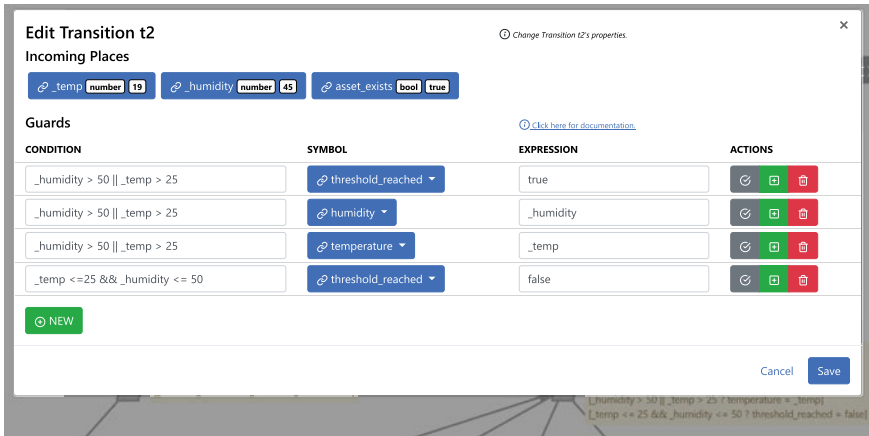 Edit Transition t2
Change Transition t2's properties.
×
Incoming Places
_temp number 19 _humidity number 45 asset_exists bool true
Guards
Click here for documentation.
CONDITION SYMBOL EXPRESSION ACTIONS
_humidity > 50 || _temp > 25 threshold_reached true
_humidity > 50 || _temp > 25 humidity _humidity
_humidity > 50 || _temp > 25 temperature _temp
_temp <=25 && _humidity <= 50 threshold_reached false
NEW
Cancel Save
[_humidity > 50 || _temp > 25 ? temperature = _temp]
[_temp <= 25 && _humidity <= 50 ? threshold_reached = false]